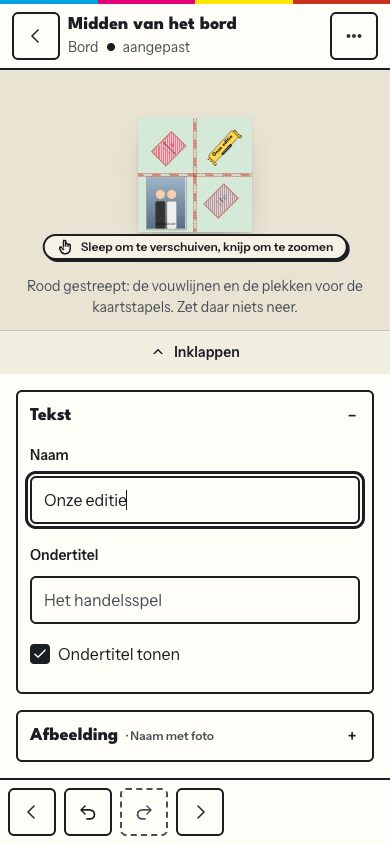 Midden van het bord
Bord ● aangepast
Onze editie
Sleep om te verschuiven, knijp om te zoomen
Rood gestreept: de vouwlijnen en de plekken voor de
kaartstapels. Zet daar niets neer.
Inklappen
Tekst
Naam
Onze editie
Ondertitel
Het handelsspel
Ondertitel tonen
Afbeelding · Naam met foto